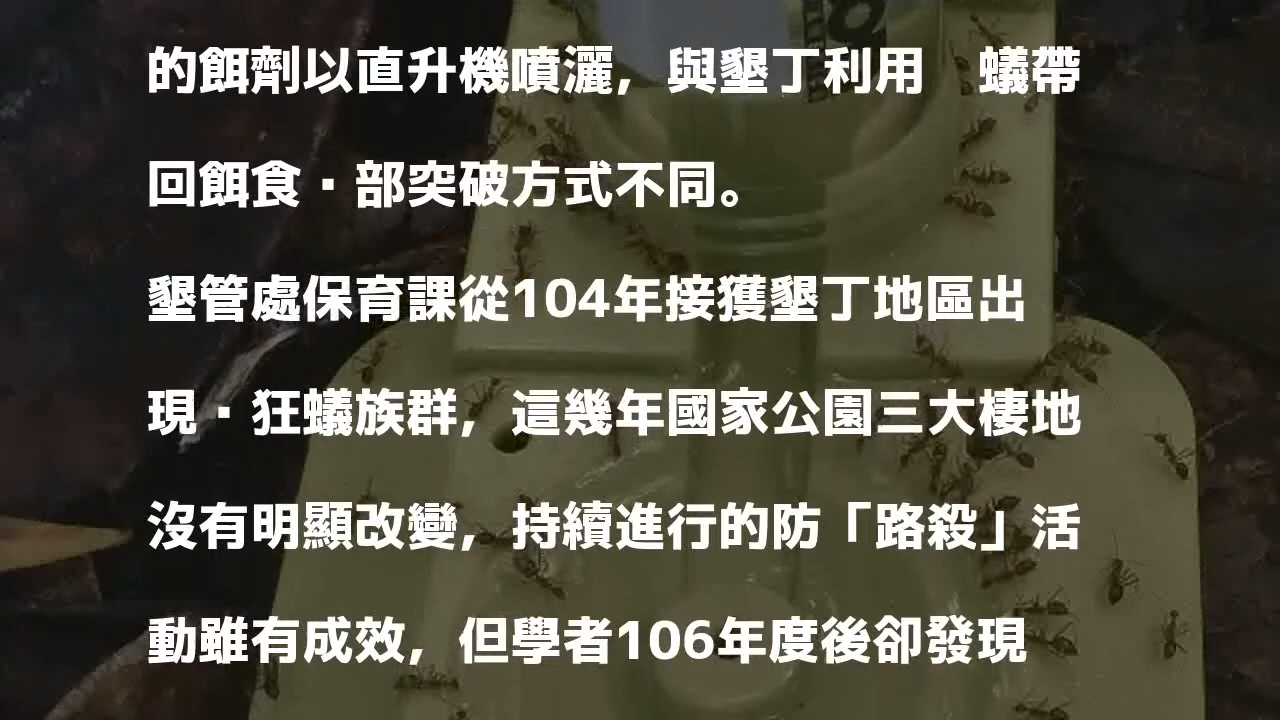 的餌劑以直升機噴灑，與墾丁利用　蟻帶
回餌食▪部突破方式不同。
墾管處保育課從104年接獲墾丁地區出
現▪狂蟻族群，這幾年國家公園三大棲地
沒有明顯改變，持續進行的防「路殺」活
動雖有成效，但學者106年度後卻發現